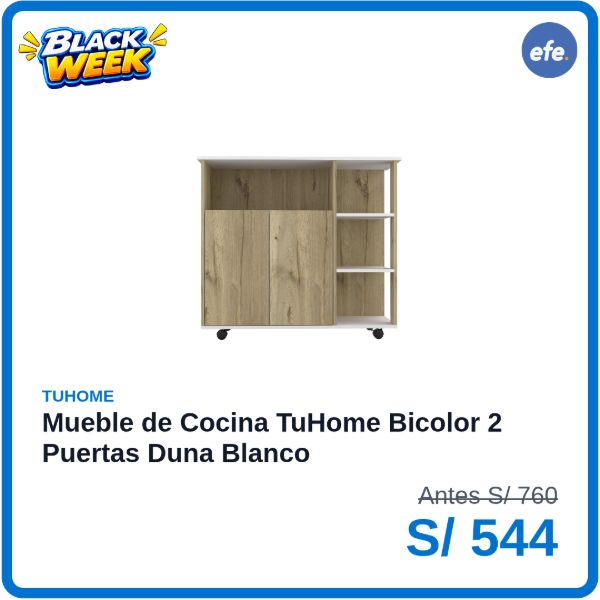 BLACK
WEEK
efe.
TUHOME
Mueble de Cocina TuHome Bicolor 2
Puertas Duna Blanco
Antes S/ 760
S/ 544